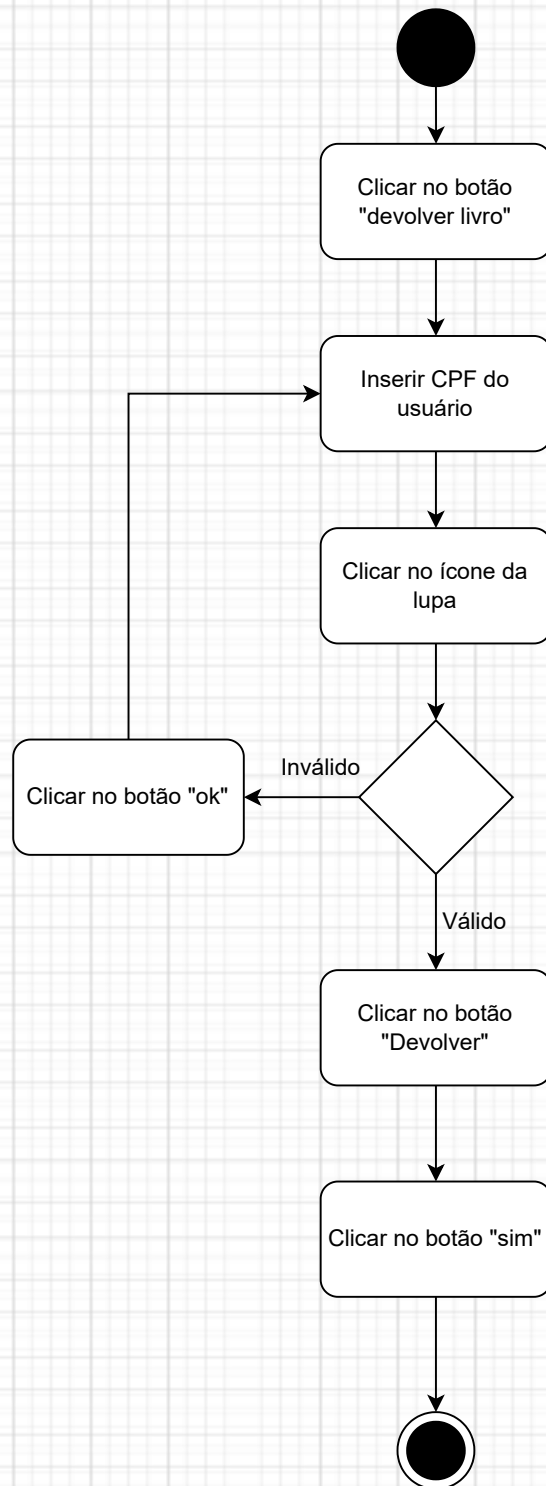 Clicar no botão
"devolver livro"
Inserir CPF do
usuário
Clicar no ícone da
lupa
Inválido
Clicar no botão "ok"
Válido
Clicar no botão
"Devolver"
Clicar no botão "sim"